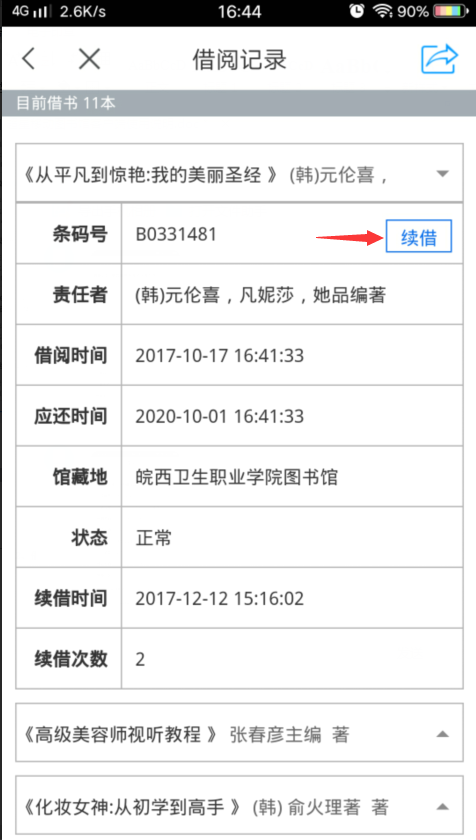 4G 2.6K/s 16:44 90%
借阅记录
目前借书 11本
《从平凡到惊艳:我的美丽圣经 》 (韩)元伦喜，
条码号 B0331481 续借
责任者 (韩)元伦喜，凡妮莎，她品编著
借阅时间 2017-10-17 16:41:33
应还时间 2020-10-01 16:41:33
馆藏地 皖西卫生职业学院图书馆
状态 正常
续借时间 2017-12-12 15:16:02
续借次数 2
《高级美容师视听教程 》 张春彦主编 著
《化妆女神:从初学到高手 》 (韩) 俞火理著 著